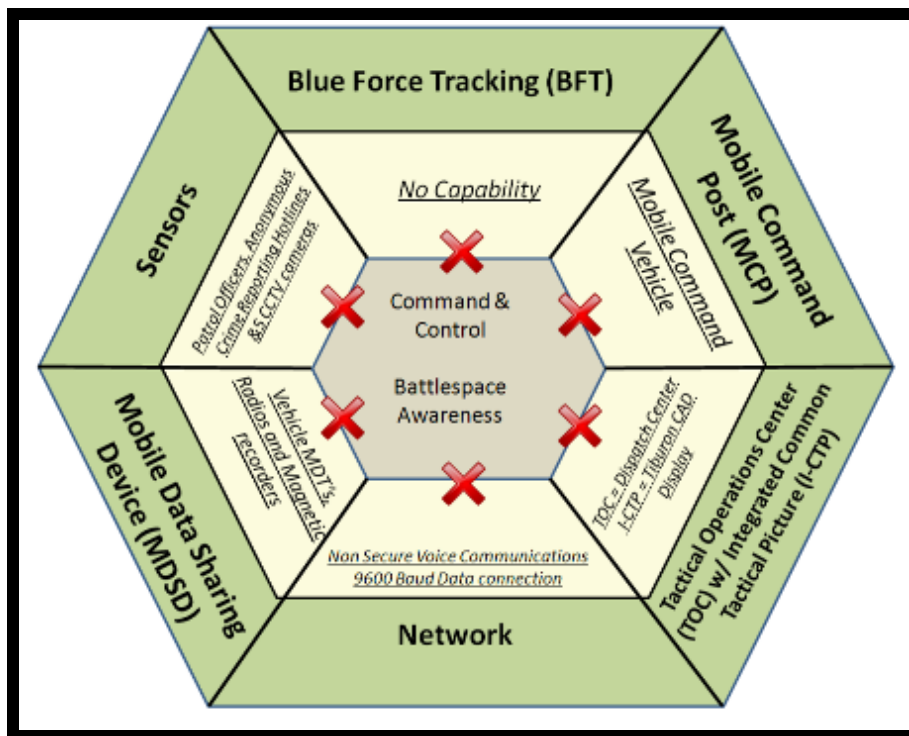 Blue Force Tracking (BFT)
No Capability
Mobile Command
Post (MCP)
Mobile Command
Vehicle
Sensors
Patrol Officers, Anonymous
Crime Reporting Hotlines
&5 CCTV cameras
Command &
Control
Battlespace
Awareness
Mobile Data Sharing
Device (MDSD)
Vehicle MDT's,
Radios and Magnetic
recorders
TOC = Dispatch Center
I-CTP = Tiburon CAD
Display
Tactical Operations Center
(TOC) w/ Integrated Common
Tactical Picture (I-CTP)
Non Secure Voice Communications
9600 Baud Data connection
Network